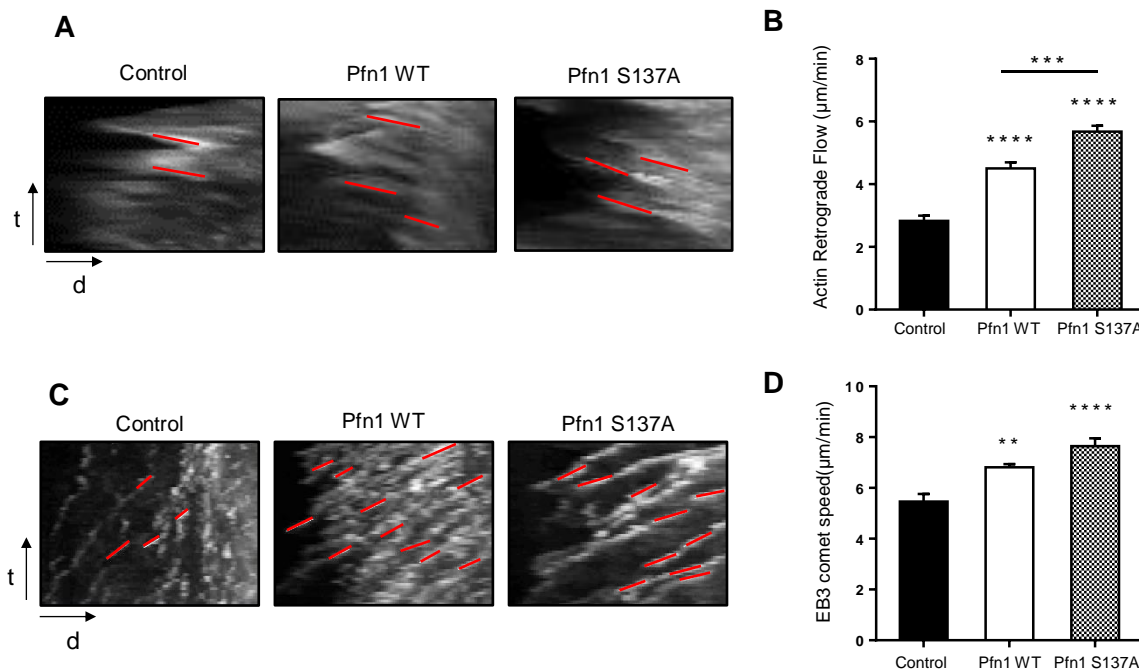 A
Control
Pfn1 WT
Pfn1 S137A
t
d
B
Actin Retrograde Flow (µm/min)
8
6
4
2
0
***
****
****
Control
Pfn1 WT
Pfn1 S137A
C
Control
Pfn1 WT
Pfn1 S137A
t
d
D
EB3 comet speed(µm/min)
10
8
6
4
2
0
**
****
Control
Pfn1 WT
Pfn1 S137A